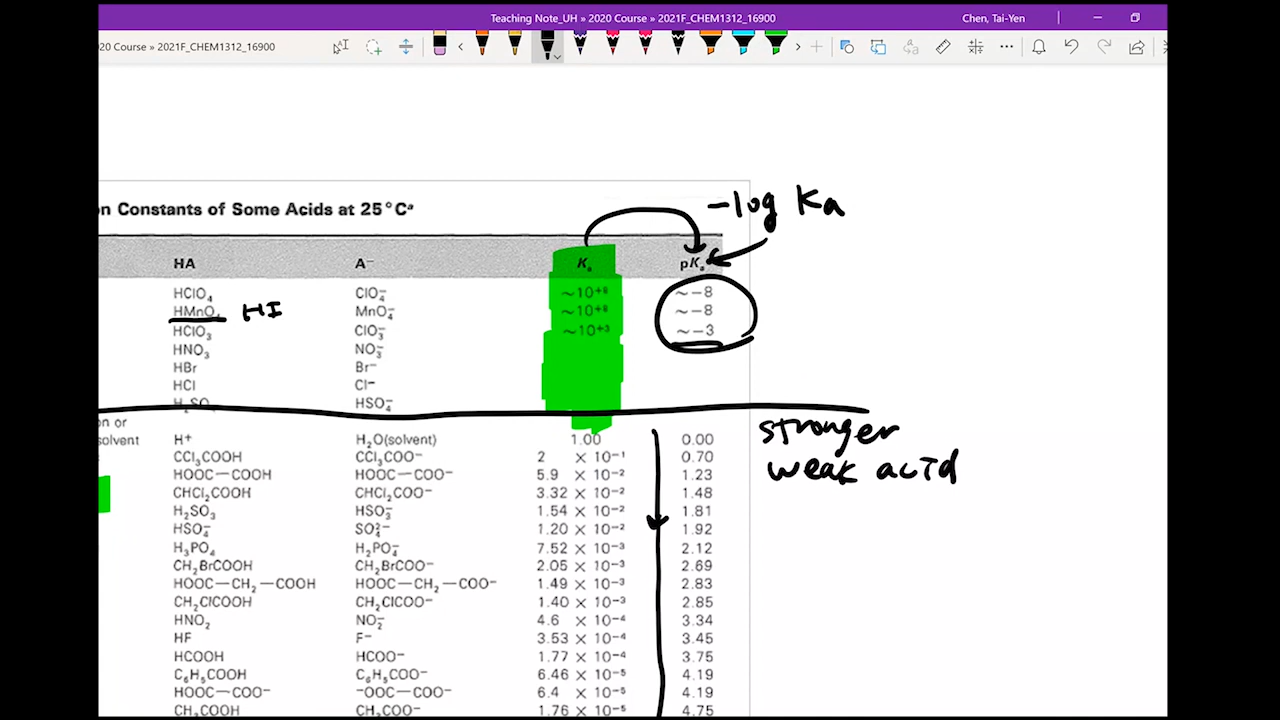 Teaching_Note_UH » 2020 Course » 2021F_CHEM1312_16900
Chen, Tai-Yen
20 Course » 2021F_CHEM1312_16900
-log Ka
n Constants of Some Acids at 25°Cᵃ
HA A⁻ Kₐ pKₐ
HClO₄ ClO₄⁻ ~10⁺⁸ ~−8
HMnO₄ HI MnO₄⁻ ~10⁺⁸ ~−8
HClO₃ ClO₃⁻ ~10⁺³ ~−3
HNO₃ NO₃⁻
HBr Br⁻
HCl Cl⁻
H₂SO₄ HSO₄⁻
on or
solvent H⁺ H₂O(solvent) 1.00 0.00
stronger
weak acid
CCl₃COOH CCl₃COO⁻ 2 × 10⁻¹ 0.70
HOOC—COOH HOOC—COO⁻ 5.9 × 10⁻² 1.23
CHCl₂COOH CHCl₂COO⁻ 3.32 × 10⁻² 1.48
H₂SO₃ HSO₃⁻ 1.54 × 10⁻² 1.81
HSO₄⁻ SO₄²⁻ 1.20 × 10⁻² 1.92
H₃PO₄ H₂PO₄⁻ 7.52 × 10⁻³ 2.12
CH₂BrCOOH CH₂BrCOO⁻ 2.05 × 10⁻³ 2.69
HOOC—CH₂—COOH HOOC—CH₂—COO⁻ 1.49 × 10⁻³ 2.83
CH₂ClCOOH CH₂ClCOO⁻ 1.40 × 10⁻³ 2.85
HNO₂ NO₂⁻ 4.6 × 10⁻⁴ 3.34
HF F⁻ 3.53 × 10⁻⁴ 3.45
HCOOH HCOO⁻ 1.77 × 10⁻⁴ 3.75
C₆H₅COOH C₆H₅COO⁻ 6.46 × 10⁻⁵ 4.19
HOOC—COO⁻ ⁻OOC—COO⁻ 6.4 × 10⁻⁵ 4.19
CH₃COOH CH₃COO⁻ 1.76 × 10⁻⁵ 4.75